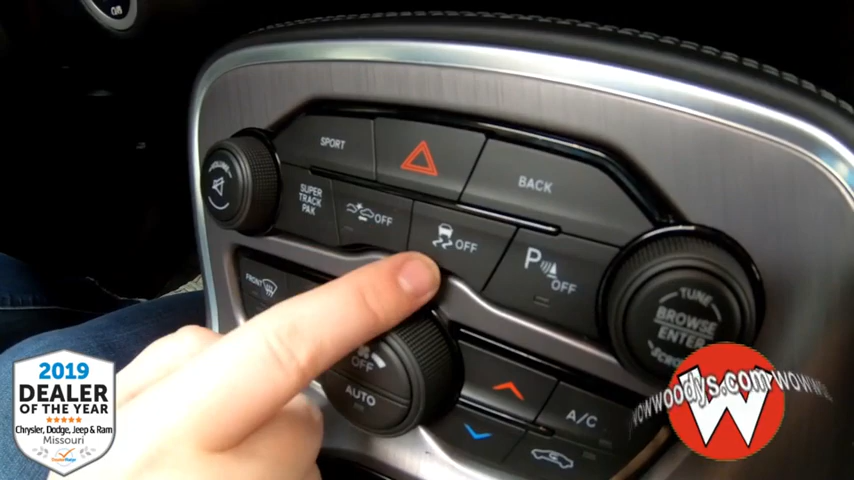 SPORT
BACK
SUPER
TRACK
PAK
OFF
OFF
P
OFF
TUNE
BROWSE
ENTER
FRONT
OFF
AUTO
A/C
2019
DEALER
OF THE YEAR
Chrysler, Dodge, Jeep & Ram
Missouri
wowwoodys.com
W